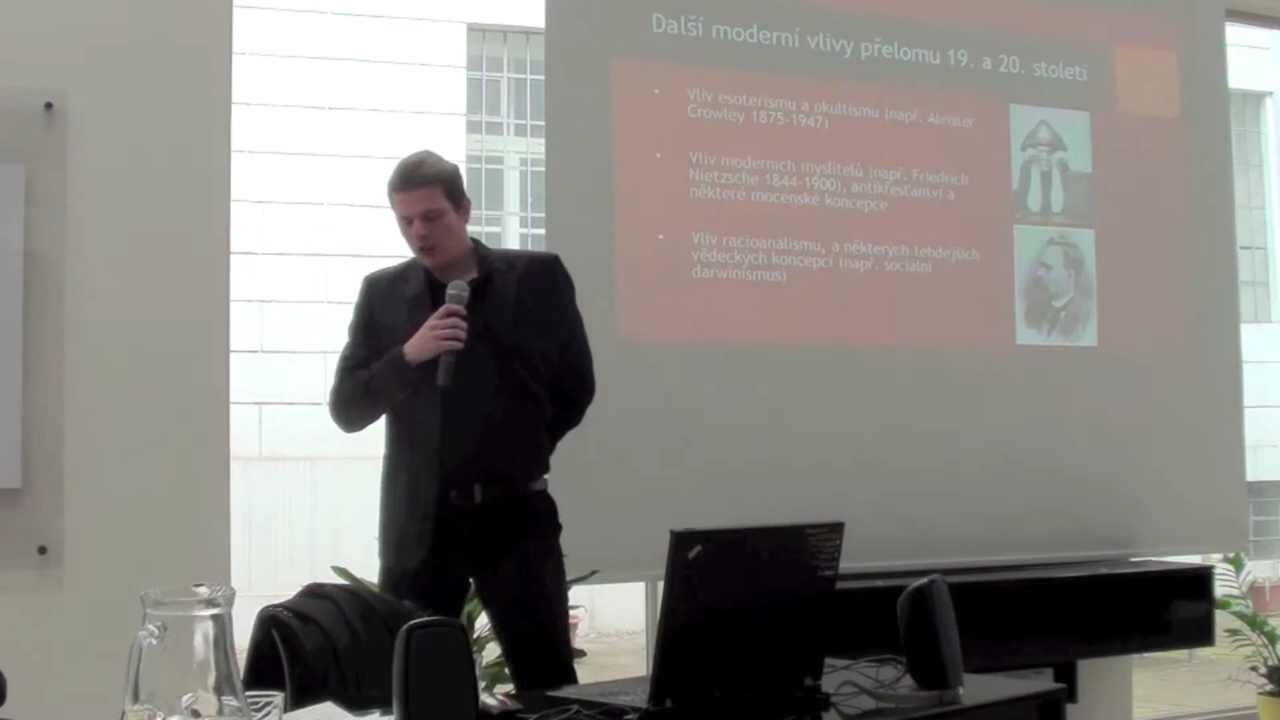 Další moderní vlivy přelomu 19. a 20. století
Vliv esoterismu a okultismu (např. Aleister
Crowley 1875-1947)
Vliv moderních myslitelů (např. Friedrich
Nietzsche 1844-1900), antikřesťanství a
některé mocenské koncepce
Vliv racioanalismu, a některých tehdejších
vědeckých koncepcí (např. sociální
darwinismus)